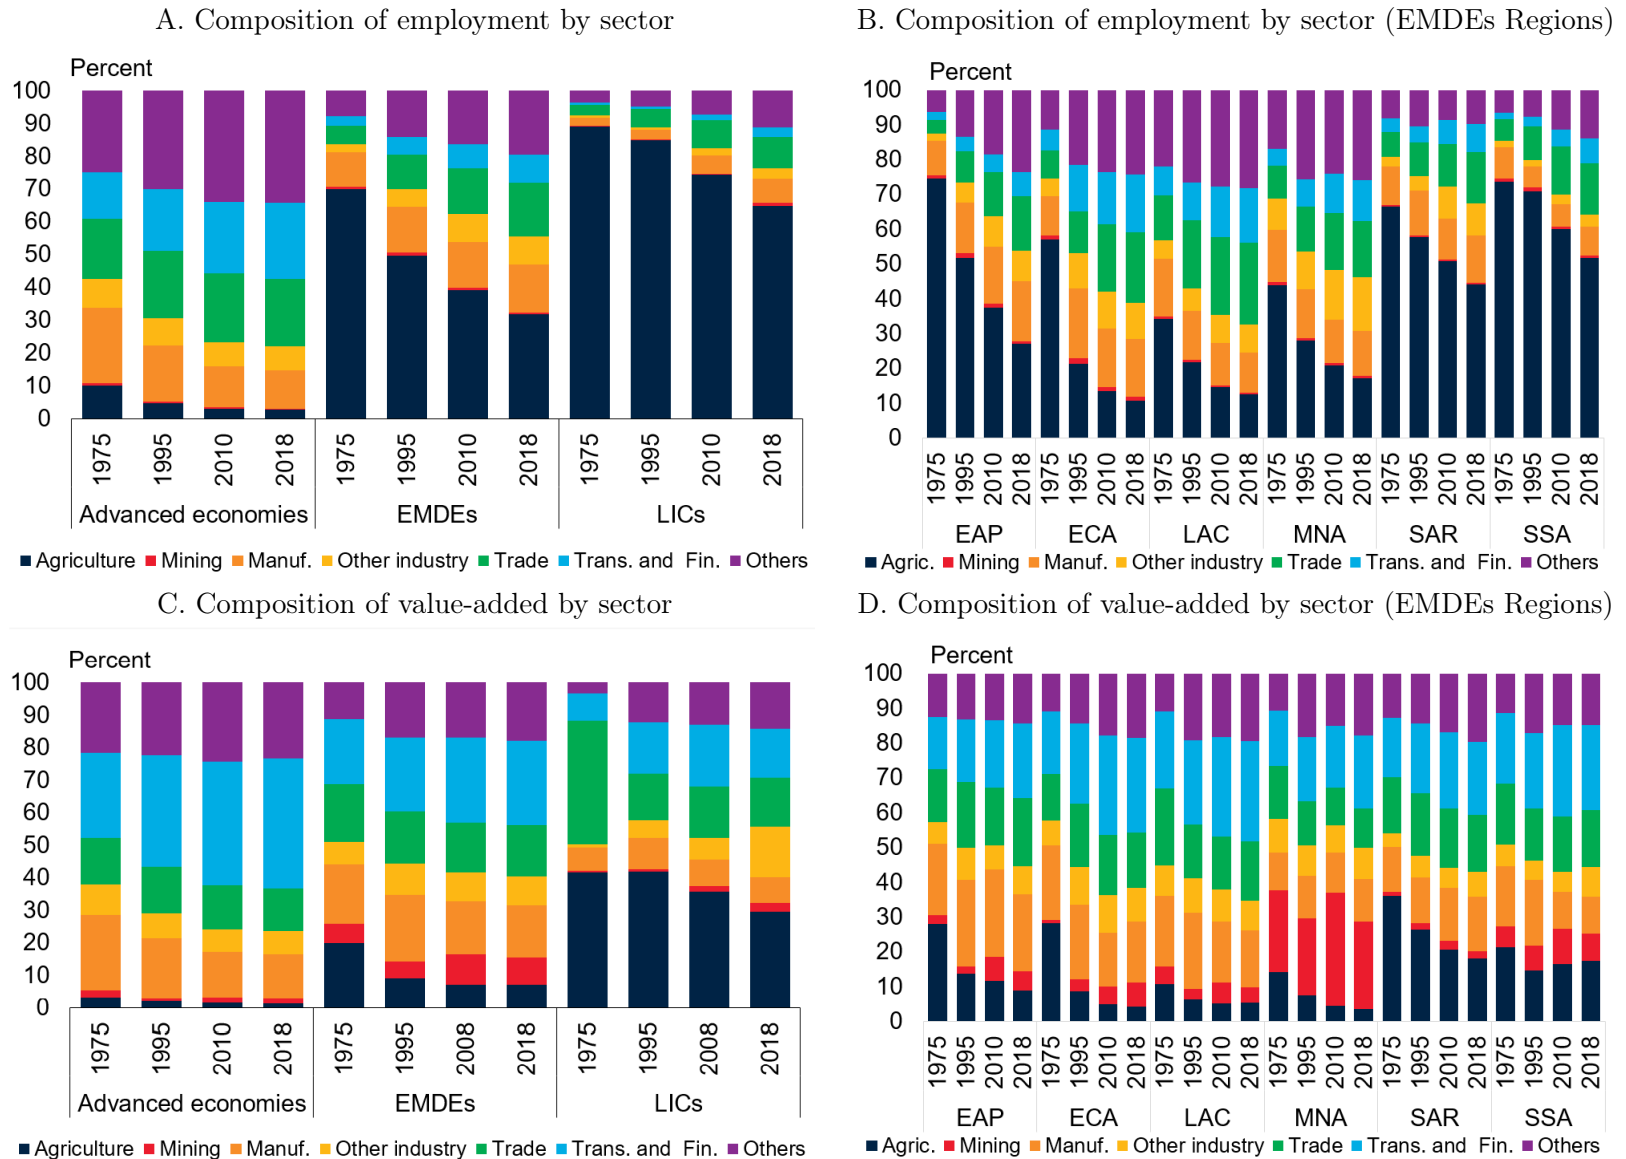 A. Composition of employment by sector
Percent
100
90
80
70
60
50
40
30
20
10
0
1975 1995 2010 2018 1975 1995 2010 2018 1975 1995 2010 2018
Advanced economies EMDEs LICs
Agriculture Mining Manuf. Other industry Trade Trans. and Fin. Others
B. Composition of employment by sector (EMDEs Regions)
Percent
100
90
80
70
60
50
40
30
20
10
0
1975 1995 2010 2018 1975 1995 2010 2018 1975 1995 2010 2018 1975 1995 2010 2018 1975 1995 2010 2018 1975 1995 2010 2018
EAP ECA LAC MNA SAR SSA
Agric. Mining Manuf. Other industry Trade Trans. and Fin. Others
C. Composition of value-added by sector
Percent
100
90
80
70
60
50
40
30
20
10
0
1975 1995 2010 2018 1975 1995 2008 2018 1975 1995 2008 2018
Advanced economies EMDEs LICs
Agriculture Mining Manuf. Other industry Trade Trans. and Fin. Others
D. Composition of value-added by sector (EMDEs Regions)
Percent
100
90
80
70
60
50
40
30
20
10
0
1975 1995 2010 2018 1975 1995 2010 2018 1975 1995 2010 2018 1975 1995 2010 2018 1975 1995 2010 2018 1975 1995 2010 2018
EAP ECA LAC MNA SAR SSA
Agric. Mining Manuf. Other industry Trade Trans. and Fin. Others